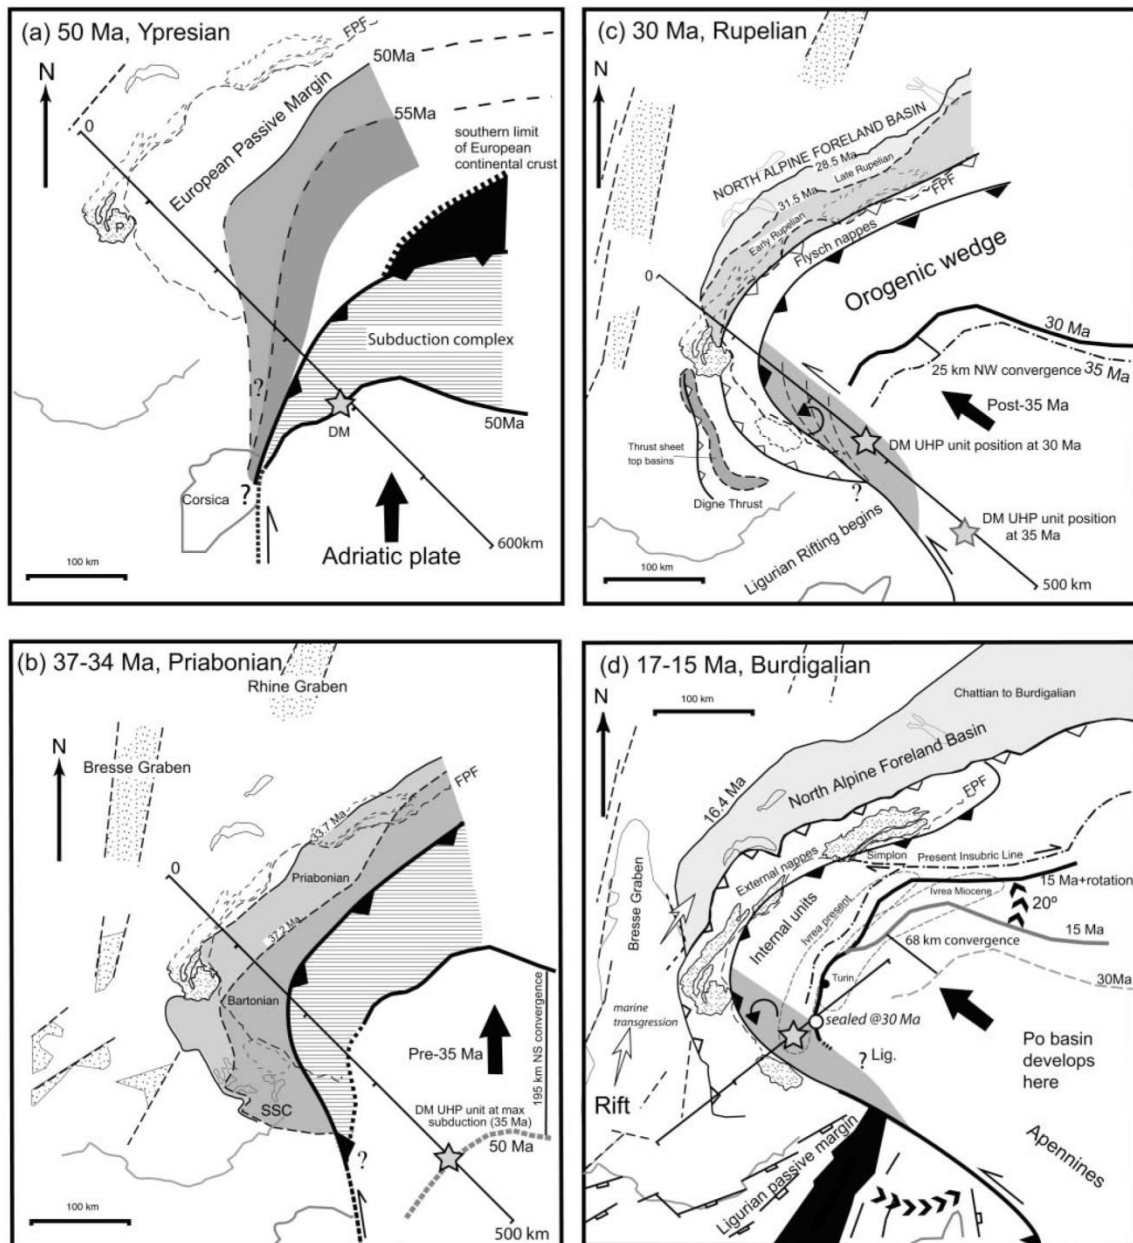 (a) 50 Ma, Ypresian
FPF
50Ma
N
European Passive Margin
0
55Ma
southern limit
of European
continental crust
P
Subduction complex
?
DM
50Ma
Corsica
?
Adriatic plate
600km
100 km
(c) 30 Ma, Rupelian
N
NORTH ALPINE FORELAND BASIN
28.5 Ma
Late Rupelian
31.5 Ma
Early Rupelian
FPF
Flysch nappes
0
Orogenic wedge
30 Ma
35 Ma
25 km NW convergence
Post-35 Ma
DM UHP unit position at 30 Ma
Thrust sheet
top basins
?
Digne Thrust
DM UHP unit position
at 35 Ma
Ligurian Rifting begins
100 km
500 km
(b) 37-34 Ma, Priabonian
Rhine Graben
N
Bresse Graben
FPF
33.7 Ma
0
Priabonian
37.2 Ma
Bartonian
Pre-35 Ma
195 km NS convergence
SSC
DM UHP unit at max
subduction (35 Ma)
50 Ma
?
100 km
500 km
(d) 17-15 Ma, Burdigalian
100 km
Chattian to Burdigalian
N
North Alpine Foreland Basin
16.4 Ma
FPF
External nappes
Simplon
Present Insubric Line
15 Ma+rotation
Ivrea present
Ivrea Miocene
20º
Bresse Graben
Internal units
15 Ma
68 km convergence
Turin
30Ma
marine
transgression
sealed @30 Ma
? Lig.
Po basin
develops
here
Rift
Ligurian passive margin
Apennines